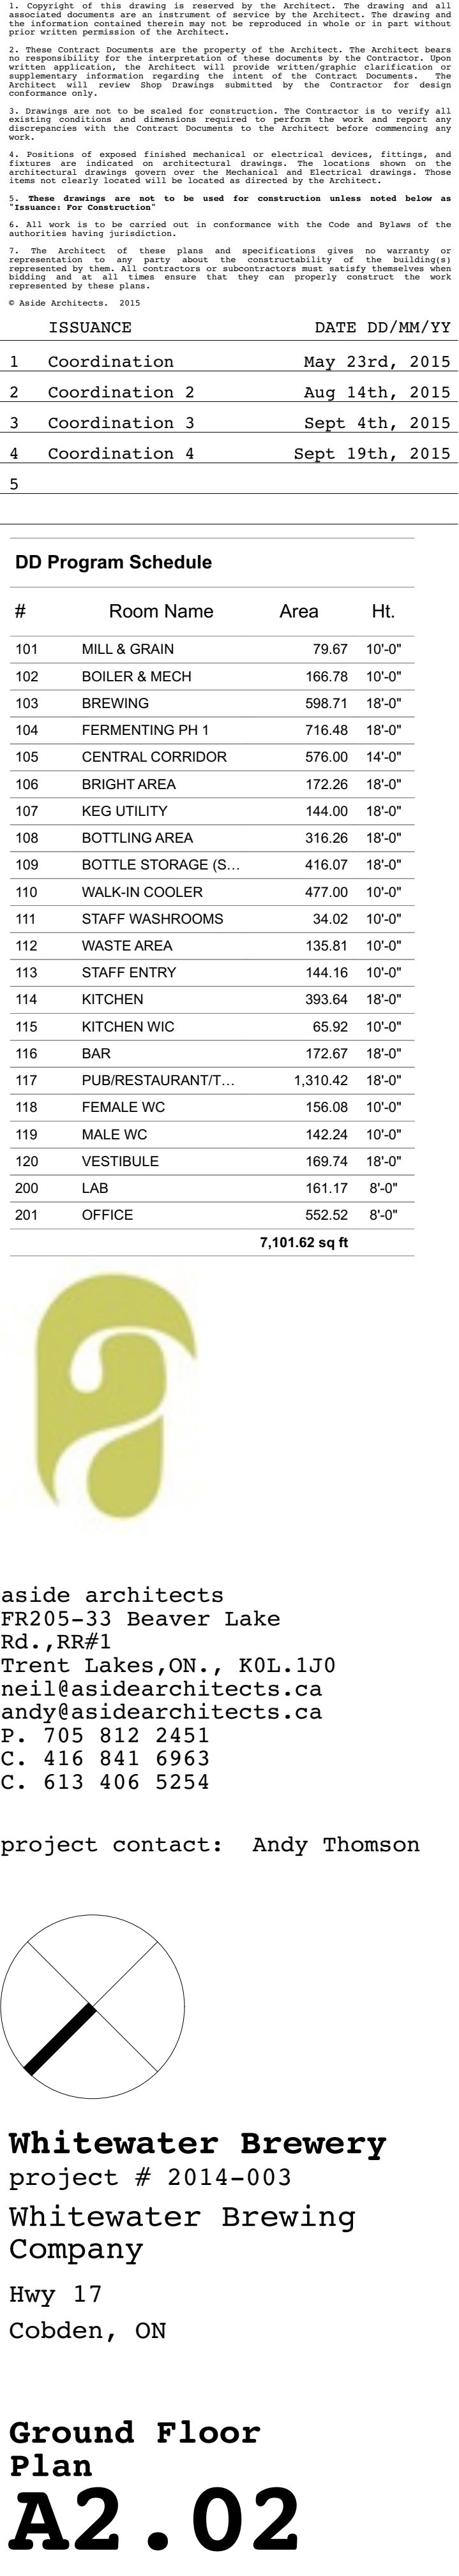 1. Copyright of this drawing is reserved by the Architect. The drawing and all
associated documents are an instrument of service by the Architect. The drawing and
the information contained therein may not be reproduced in whole or in part without
prior written permission of the Architect.
2. These Contract Documents are the property of the Architect. The Architect bears
no responsibility for the interpretation of these documents by the Contractor. Upon
written application, the Architect will provide written/graphic clarification or
supplementary information regarding the intent of the Contract Documents. The
Architect will review Shop Drawings submitted by the Contractor for design
conformance only.
3. Drawings are not to be scaled for construction. The Contractor is to verify all
existing conditions and dimensions required to perform the work and report any
discrepancies with the Contract Documents to the Architect before commencing any
work.
4. Positions of exposed finished mechanical or electrical devices, fittings, and
fixtures are indicated on architectural drawings. The locations shown on the
architectural drawings govern over the Mechanical and Electrical drawings. Those
items not clearly located will be located as directed by the Architect.
5. These drawings are not to be used for construction unless noted below as
"Issuance: For Construction"
6. All work is to be carried out in conformance with the Code and Bylaws of the
authorities having jurisdiction.
7. The Architect of these plans and specifications gives no warranty or
representation to any party about the constructability of the building(s)
represented by them. All contractors or subcontractors must satisfy themselves when
bidding and at all times ensure that they can properly construct the work
represented by these plans.
© Aside Architects. 2015
ISSUANCE DATE DD/MM/YY
1 Coordination May 23rd, 2015
2 Coordination 2 Aug 14th, 2015
3 Coordination 3 Sept 4th, 2015
4 Coordination 4 Sept 19th, 2015
5
DD Program Schedule
# Room Name Area Ht.
101 MILL & GRAIN 79.67 10'-0"
102 BOILER & MECH 166.78 10'-0"
103 BREWING 598.71 18'-0"
104 FERMENTING PH 1 716.48 18'-0"
105 CENTRAL CORRIDOR 576.00 14'-0"
106 BRIGHT AREA 172.26 18'-0"
107 KEG UTILITY 144.00 18'-0"
108 BOTTLING AREA 316.26 18'-0"
109 BOTTLE STORAGE (S... 416.07 18'-0"
110 WALK-IN COOLER 477.00 10'-0"
111 STAFF WASHROOMS 34.02 10'-0"
112 WASTE AREA 135.81 10'-0"
113 STAFF ENTRY 144.16 10'-0"
114 KITCHEN 393.64 18'-0"
115 KITCHEN WIC 65.92 10'-0"
116 BAR 172.67 18'-0"
117 PUB/RESTAURANT/T... 1,310.42 18'-0"
118 FEMALE WC 156.08 10'-0"
119 MALE WC 142.24 10'-0"
120 VESTIBULE 169.74 18'-0"
200 LAB 161.17 8'-0"
201 OFFICE 552.52 8'-0"
7,101.62 sq ft
aside architects
FR205-33 Beaver Lake
Rd.,RR#1
Trent Lakes,ON., K0L.1J0
neil@asidearchitects.ca
andy@asidearchitects.ca
P. 705 812 2451
C. 416 841 6963
C. 613 406 5254
project contact: Andy Thomson
Whitewater Brewery
project # 2014-003
Whitewater Brewing
Company
Hwy 17
Cobden, ON
Ground Floor
Plan
A2.02